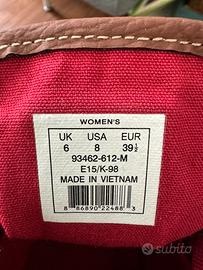 WOMEN'S
UK USA EUR
6 8 39½
93462-612-M
E15/K-98
MADE IN VIETNAM
8 86890 22488 3
subito